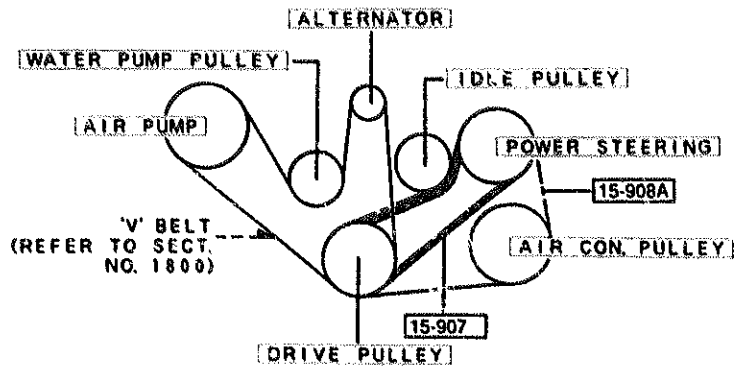 ALTERNATOR
WATER PUMP PULLEY
IDLE PULLEY
AIR PUMP
POWER STEERING
15-908A
'V' BELT
(REFER TO SECT.
NO. 1800)
AIR CON. PULLEY
15-907
DRIVE PULLEY